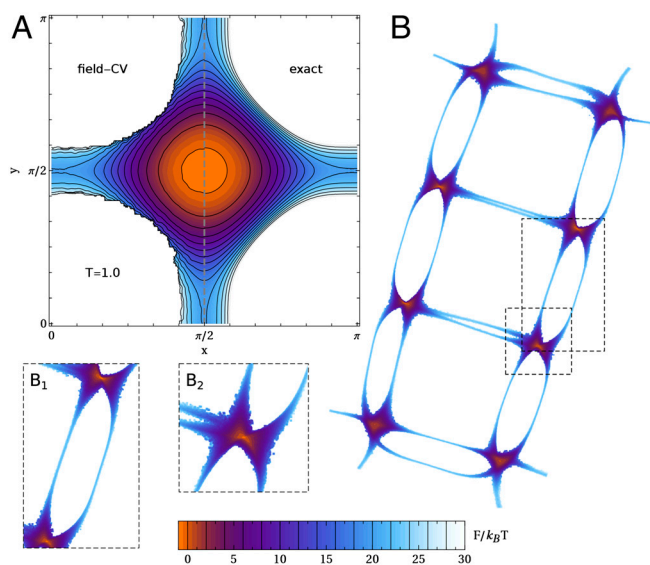 A
B
π
field–CV
exact
y
π/2
T=1.0
0
0
π/2
π
x
B1
B2
F/kBT
0
5
10
15
20
25
30